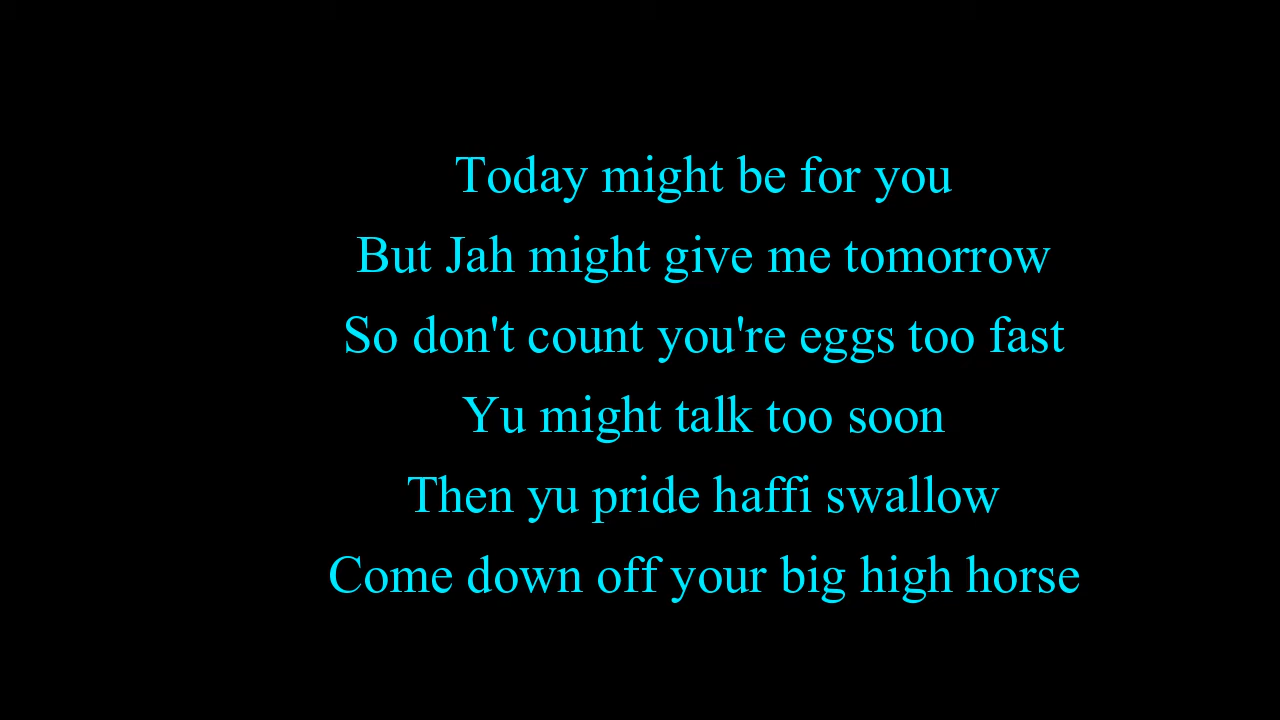 Today might be for you
But Jah might give me tomorrow
So don't count you're eggs too fast
Yu might talk too soon
Then yu pride haffi swallow
Come down off your big high horse